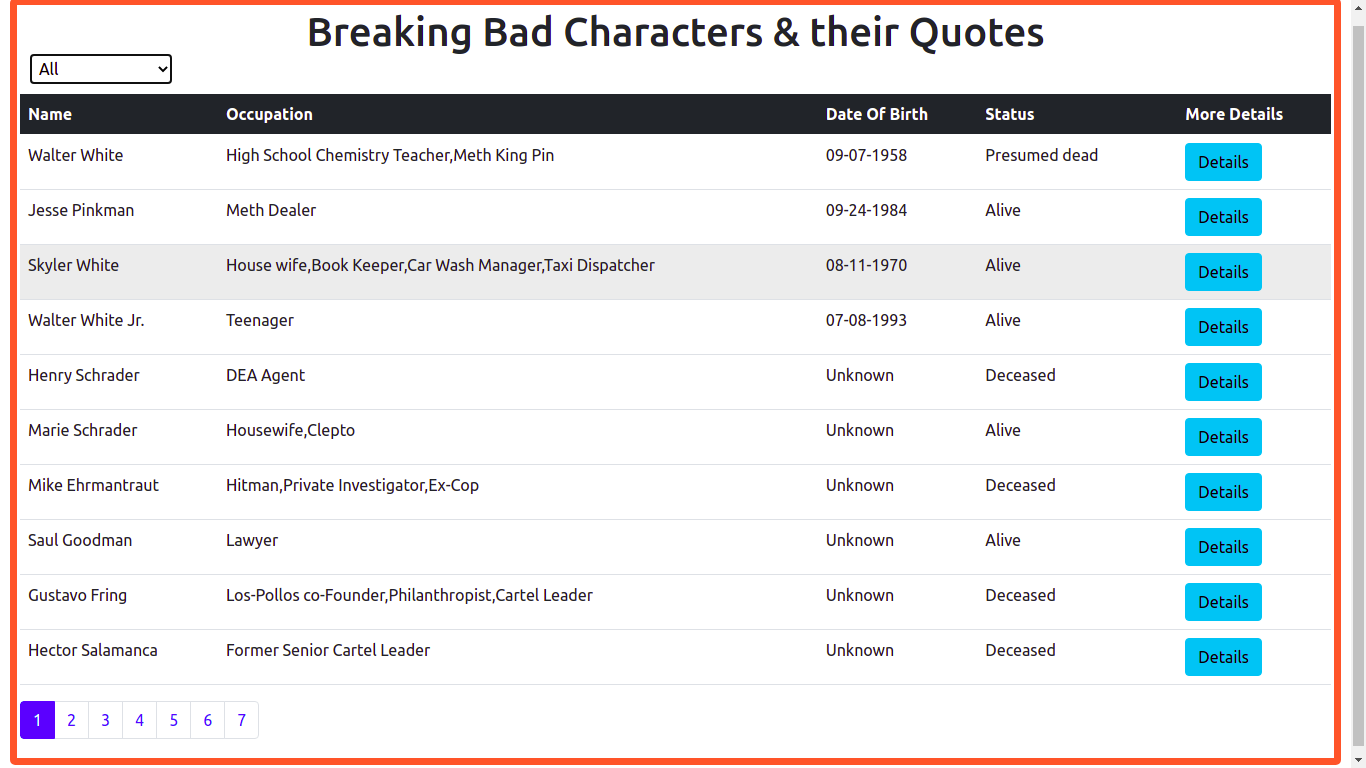 Breaking Bad Characters & their Quotes
All
Name Occupation Date Of Birth Status More Details
Walter White High School Chemistry Teacher,Meth King Pin 09-07-1958 Presumed dead Details
Jesse Pinkman Meth Dealer 09-24-1984 Alive Details
Skyler White House wife,Book Keeper,Car Wash Manager,Taxi Dispatcher 08-11-1970 Alive Details
Walter White Jr. Teenager 07-08-1993 Alive Details
Henry Schrader DEA Agent Unknown Deceased Details
Marie Schrader Housewife,Clepto Unknown Alive Details
Mike Ehrmantraut Hitman,Private Investigator,Ex-Cop Unknown Deceased Details
Saul Goodman Lawyer Unknown Alive Details
Gustavo Fring Los-Pollos co-Founder,Philanthropist,Cartel Leader Unknown Deceased Details
Hector Salamanca Former Senior Cartel Leader Unknown Deceased Details
1 2 3 4 5 6 7